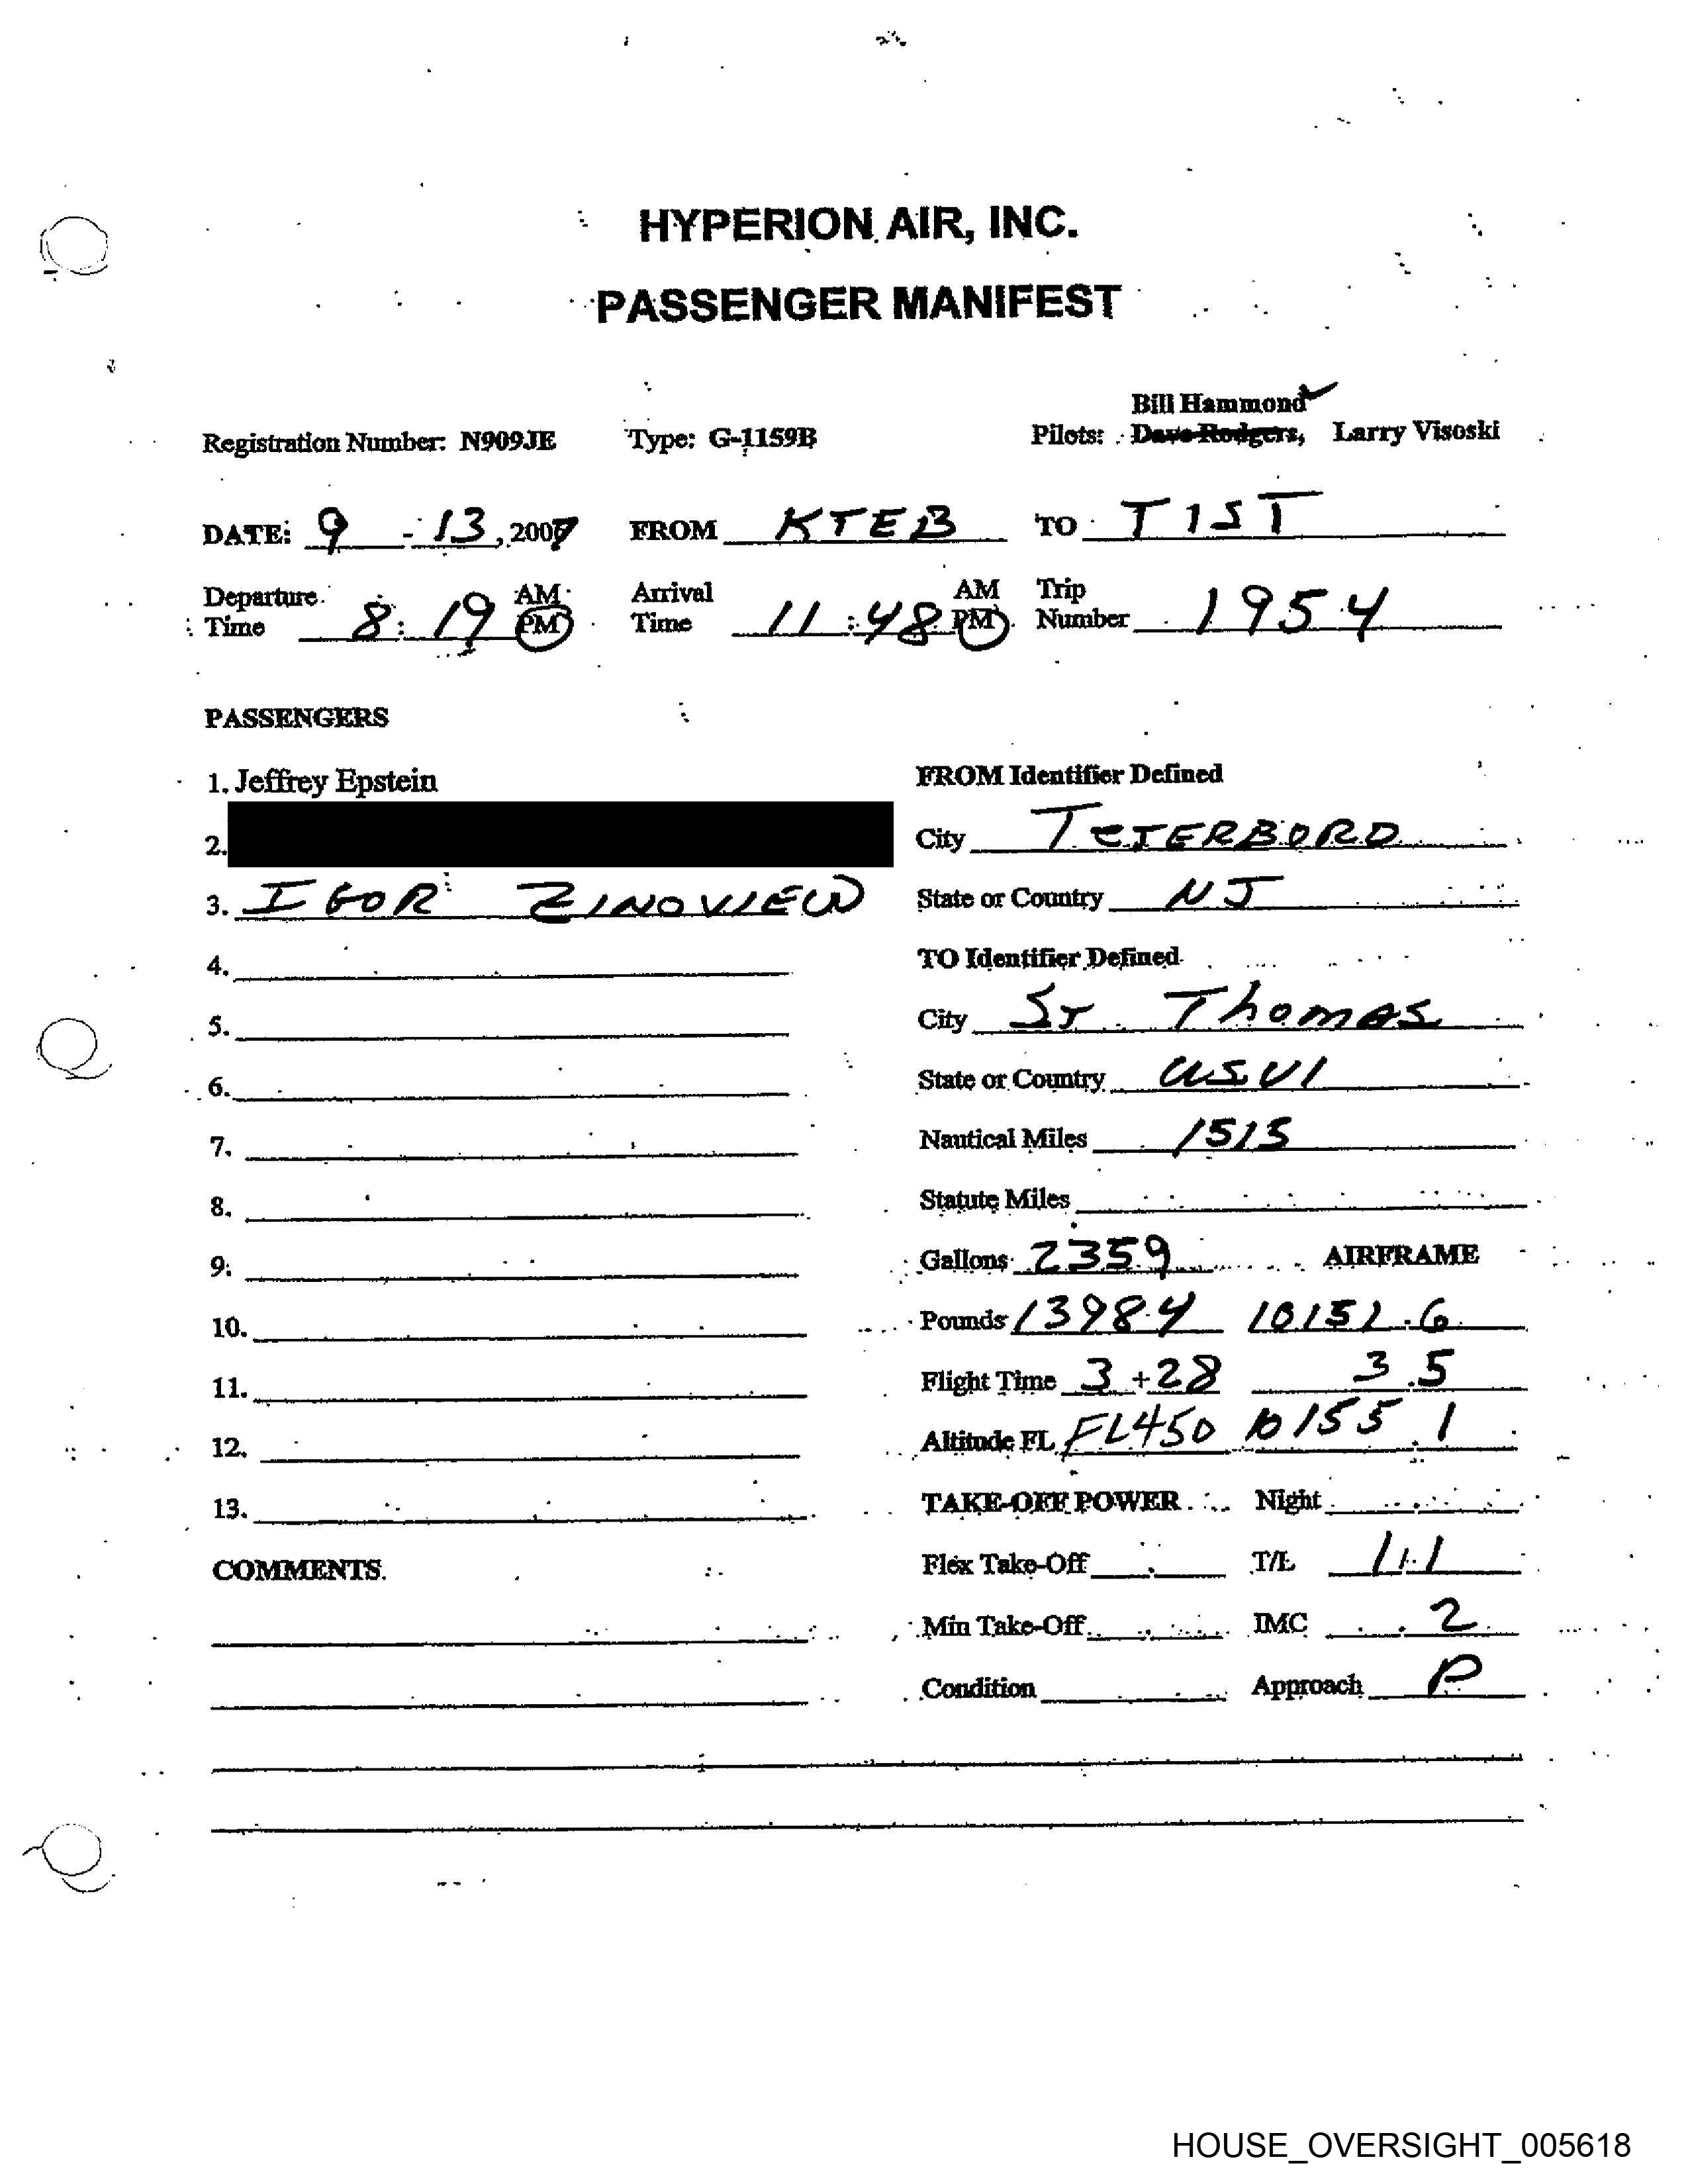 HYPERION AIR, INC.
PASSENGER MANIFEST
Bill Hammond
Registration Number: N909JE Type: G-1159B Pilots: Dave Rodgers, Larry Visoski
DATE: 9 - 13, 2007 FROM KTEB TO TIST
Departure Time 8:19 AM PM Arrival Time 11:48 AM PM Trip Number 1954
PASSENGERS
1. Jeffrey Epstein
FROM Identifier Defined
2.
City TETERBORO
3. IGOR ZINOVIEW
State or Country NJ
4.
TO Identifier Defined
5.
City ST Thomas
6.
State or Country USVI
7.
Nautical Miles 1513
8.
Statute Miles
9.
Gallons 2359 AIRFRAME
10.
Pounds 13984 10151.6
11.
Flight Time 3+28 3.5
12.
Altitude FL FL450 10155.1
13.
TAKE-OFF POWER Night
COMMENTS
Flex Take-Off T/L 1/1
Min Take-Off IMC .2
Condition Approach P
HOUSE_OVERSIGHT_005618